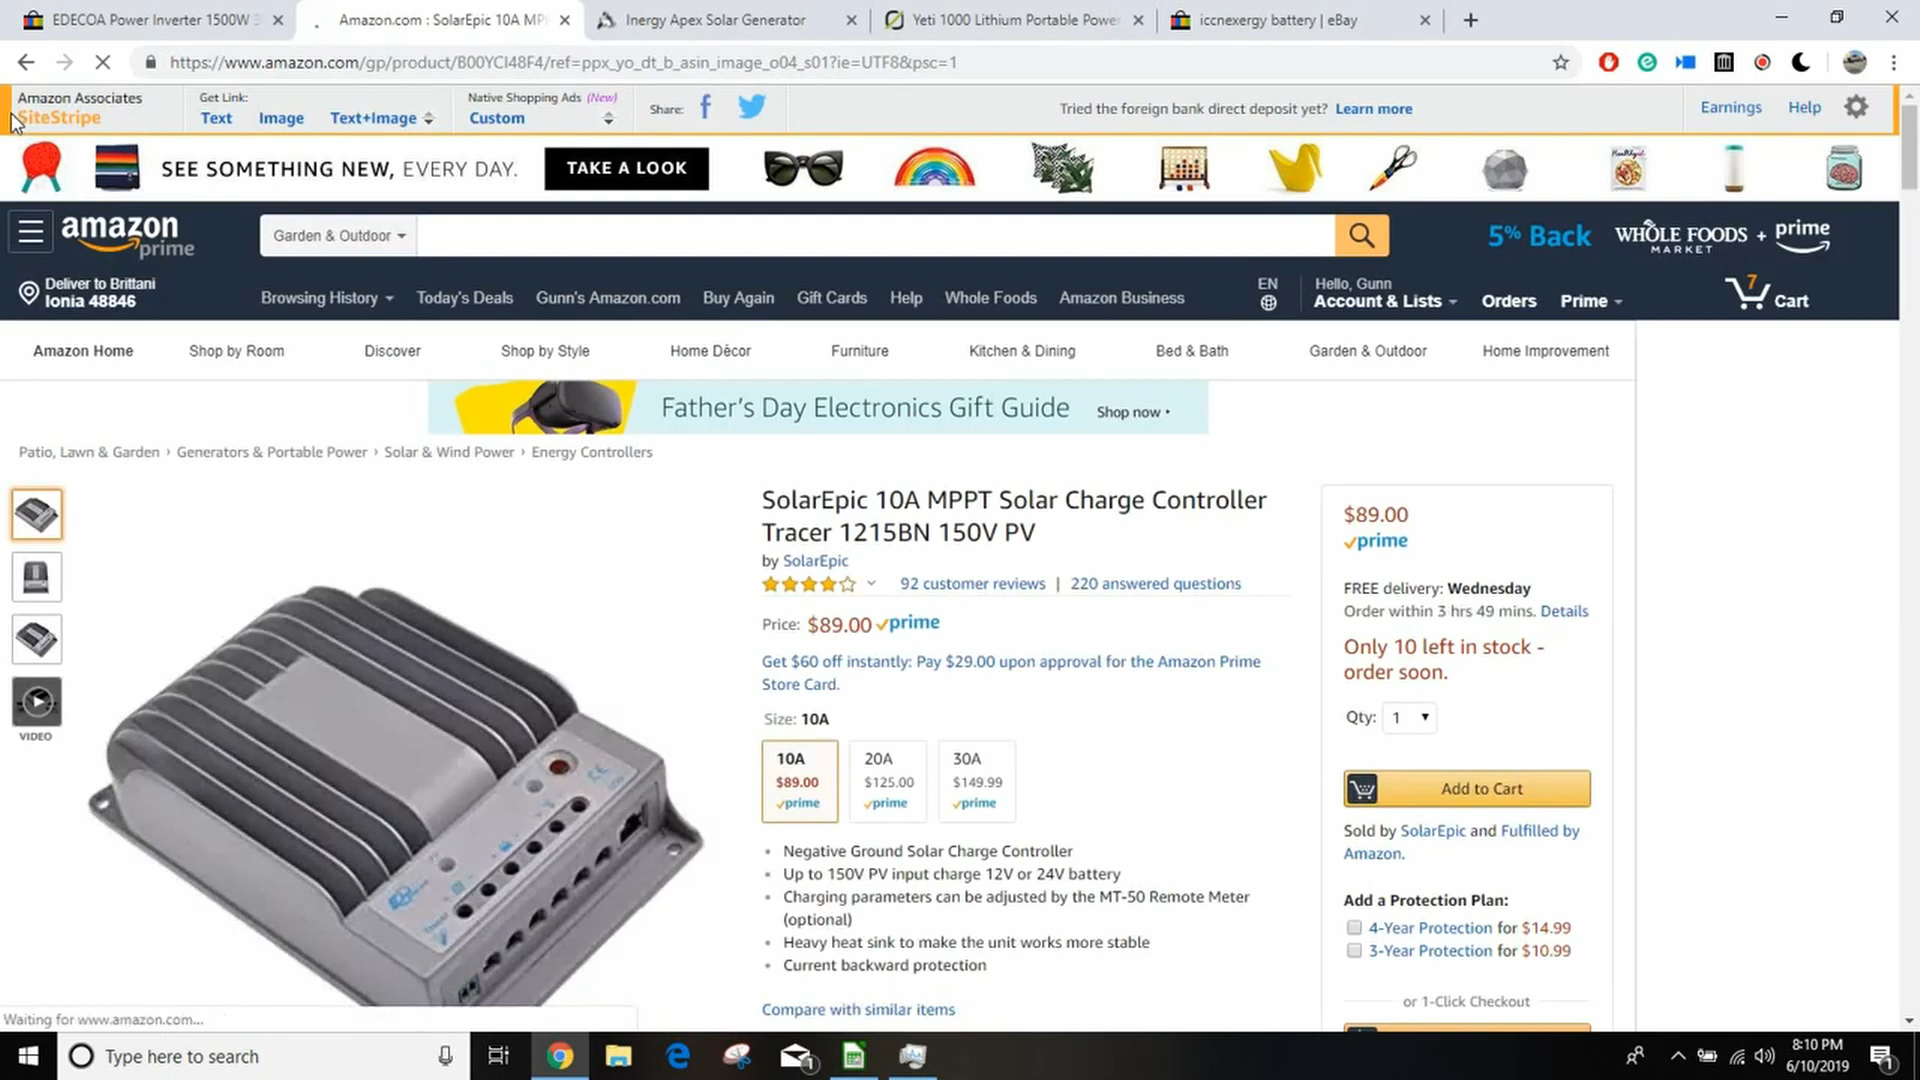 EDECOA Power Inverter 1500W
Amazon.com : SolarEpic 10A MP
Inergy Apex Solar Generator
Yeti 1000 Lithium Portable Power
iccnexergy battery | eBay
https://www.amazon.com/gp/product/B00YCI48F4/ref=ppx_yo_dt_b_asin_image_o04_s01?ie=UTF8&psc=1
Amazon Associates
SiteStripe
Get Link:
Text Image Text+Image
Native Shopping Ads (New)
Custom
Share:
Tried the foreign bank direct deposit yet? Learn more
Earnings Help
SEE SOMETHING NEW, EVERY DAY. TAKE A LOOK
amazon prime
Garden & Outdoor
5% Back WHOLE FOODS MARKET + prime
Deliver to Brittani
Ionia 48846
Browsing History Today's Deals Gunn's Amazon.com Buy Again Gift Cards Help Whole Foods Amazon Business
EN
Hello, Gunn
Account & Lists
Orders Prime
7
Cart
Amazon Home Shop by Room Discover Shop by Style Home Décor Furniture Kitchen & Dining Bed & Bath Garden & Outdoor Home Improvement
Father's Day Electronics Gift Guide Shop now
Patio, Lawn & Garden › Generators & Portable Power › Solar & Wind Power › Energy Controllers
VIDEO
SolarEpic 10A MPPT Solar Charge Controller
Tracer 1215BN 150V PV
by SolarEpic
92 customer reviews | 220 answered questions
Price: $89.00 prime
Get $60 off instantly: Pay $29.00 upon approval for the Amazon Prime
Store Card.
Size: 10A
10A
$89.00
prime
20A
$125.00
prime
30A
$149.99
prime
• Negative Ground Solar Charge Controller
• Up to 150V PV input charge 12V or 24V battery
• Charging parameters can be adjusted by the MT-50 Remote Meter
(optional)
• Heavy heat sink to make the unit works more stable
• Current backward protection
Compare with similar items
$89.00
prime
FREE delivery: Wednesday
Order within 3 hrs 49 mins. Details
Only 10 left in stock -
order soon.
Qty: 1
Add to Cart
Sold by SolarEpic and Fulfilled by
Amazon.
Add a Protection Plan:
4-Year Protection for $14.99
3-Year Protection for $10.99
or 1-Click Checkout
Waiting for www.amazon.com...
Type here to search
1
8:10 PM
6/10/2019
1